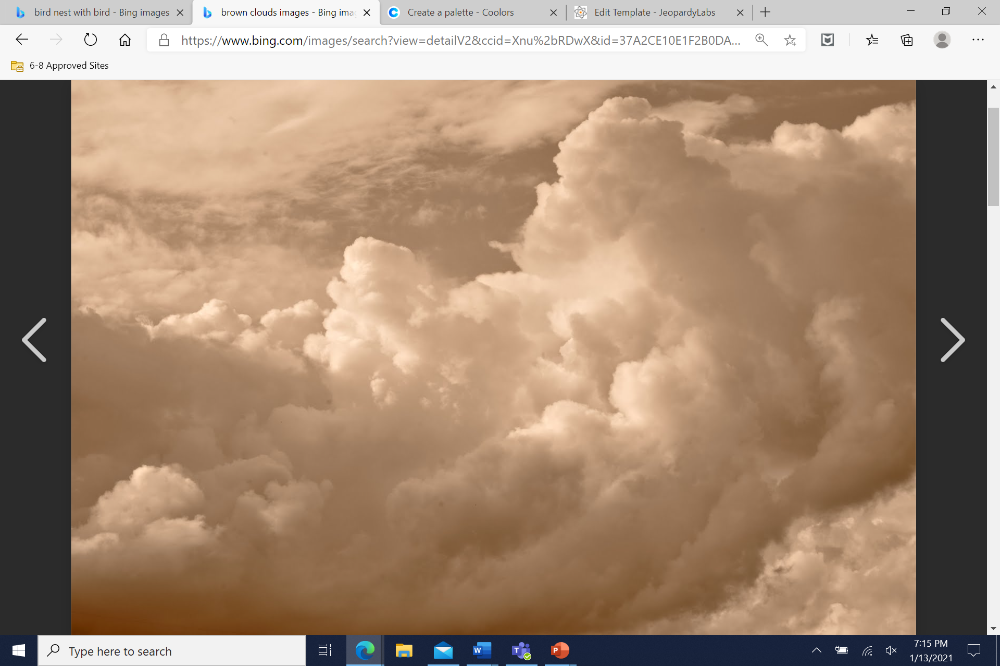 bird nest with bird - Bing images
brown clouds images - Bing ima
Create a palette - Coolors
Edit Template - JeopardyLabs
https://www.bing.com/images/search?view=detailV2&ccid=Xnu%2bRDwX&id=37A2CE10E1F2B0DA...
6-8 Approved Sites
Type here to search
W
T
P
7:15 PM
1/13/2021